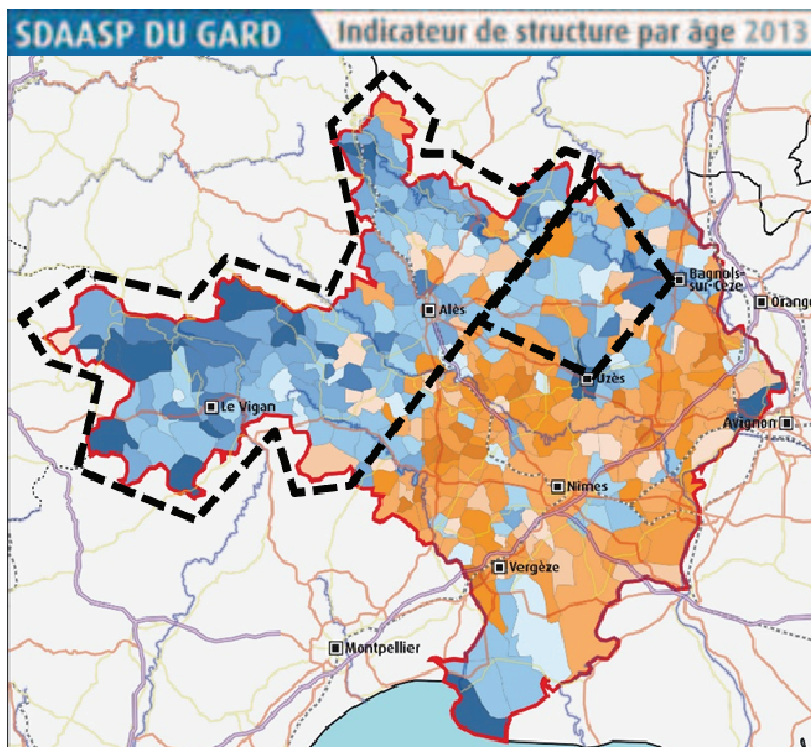 SDAASP DU GARD
Indicateur de structure par âge 2013
Bagnols-
sur-Cèze
Orange
Alès
Uzès
Le Vigan
Avignon
Nîmes
Vergèze
Montpellier